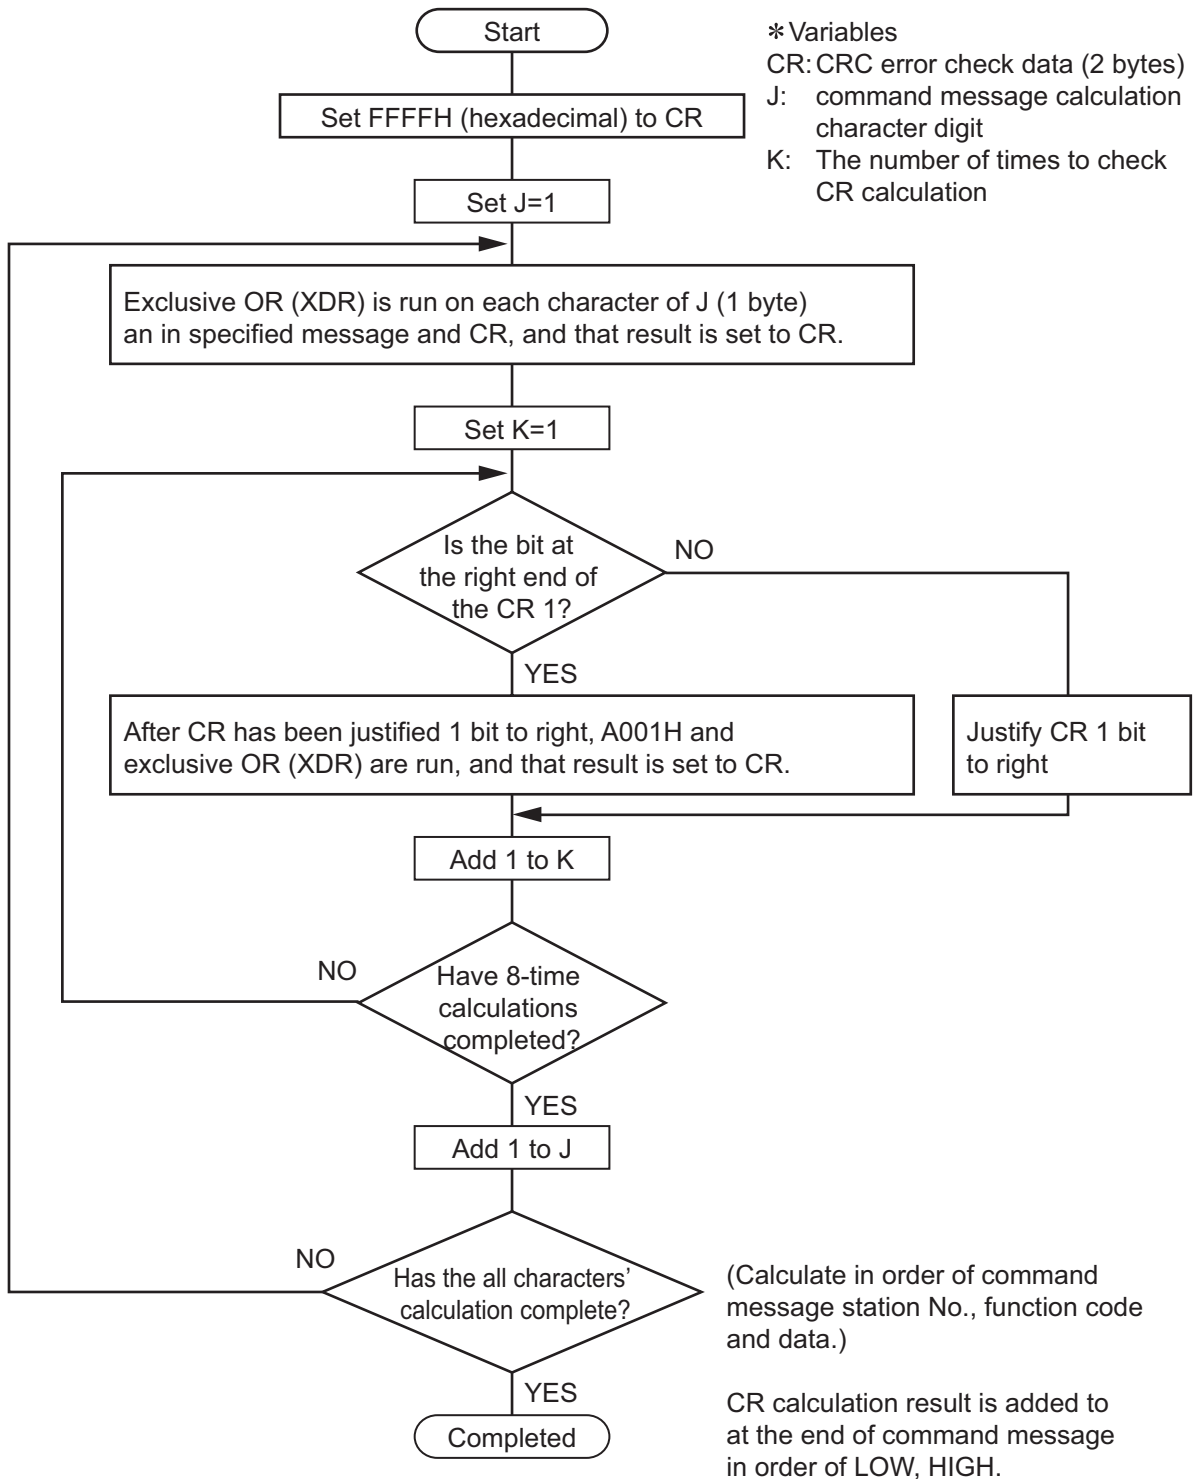 Start
* Variables
CR: CRC error check data (2 bytes)
J: command message calculation
character digit
K: The number of times to check
CR calculation
Set FFFFH (hexadecimal) to CR
Set J=1
Exclusive OR (XDR) is run on each character of J (1 byte)
an in specified message and CR, and that result is set to CR.
Set K=1
Is the bit at
the right end of
the CR 1?
NO
YES
After CR has been justified 1 bit to right, A001H and
exclusive OR (XDR) are run, and that result is set to CR.
Justify CR 1 bit
to right
Add 1 to K
Have 8-time
calculations
completed?
NO
YES
Add 1 to J
Has the all characters’
calculation complete?
NO
YES
(Calculate in order of command
message station No., function code
and data.)
Completed
CR calculation result is added to
at the end of command message
in order of LOW, HIGH.